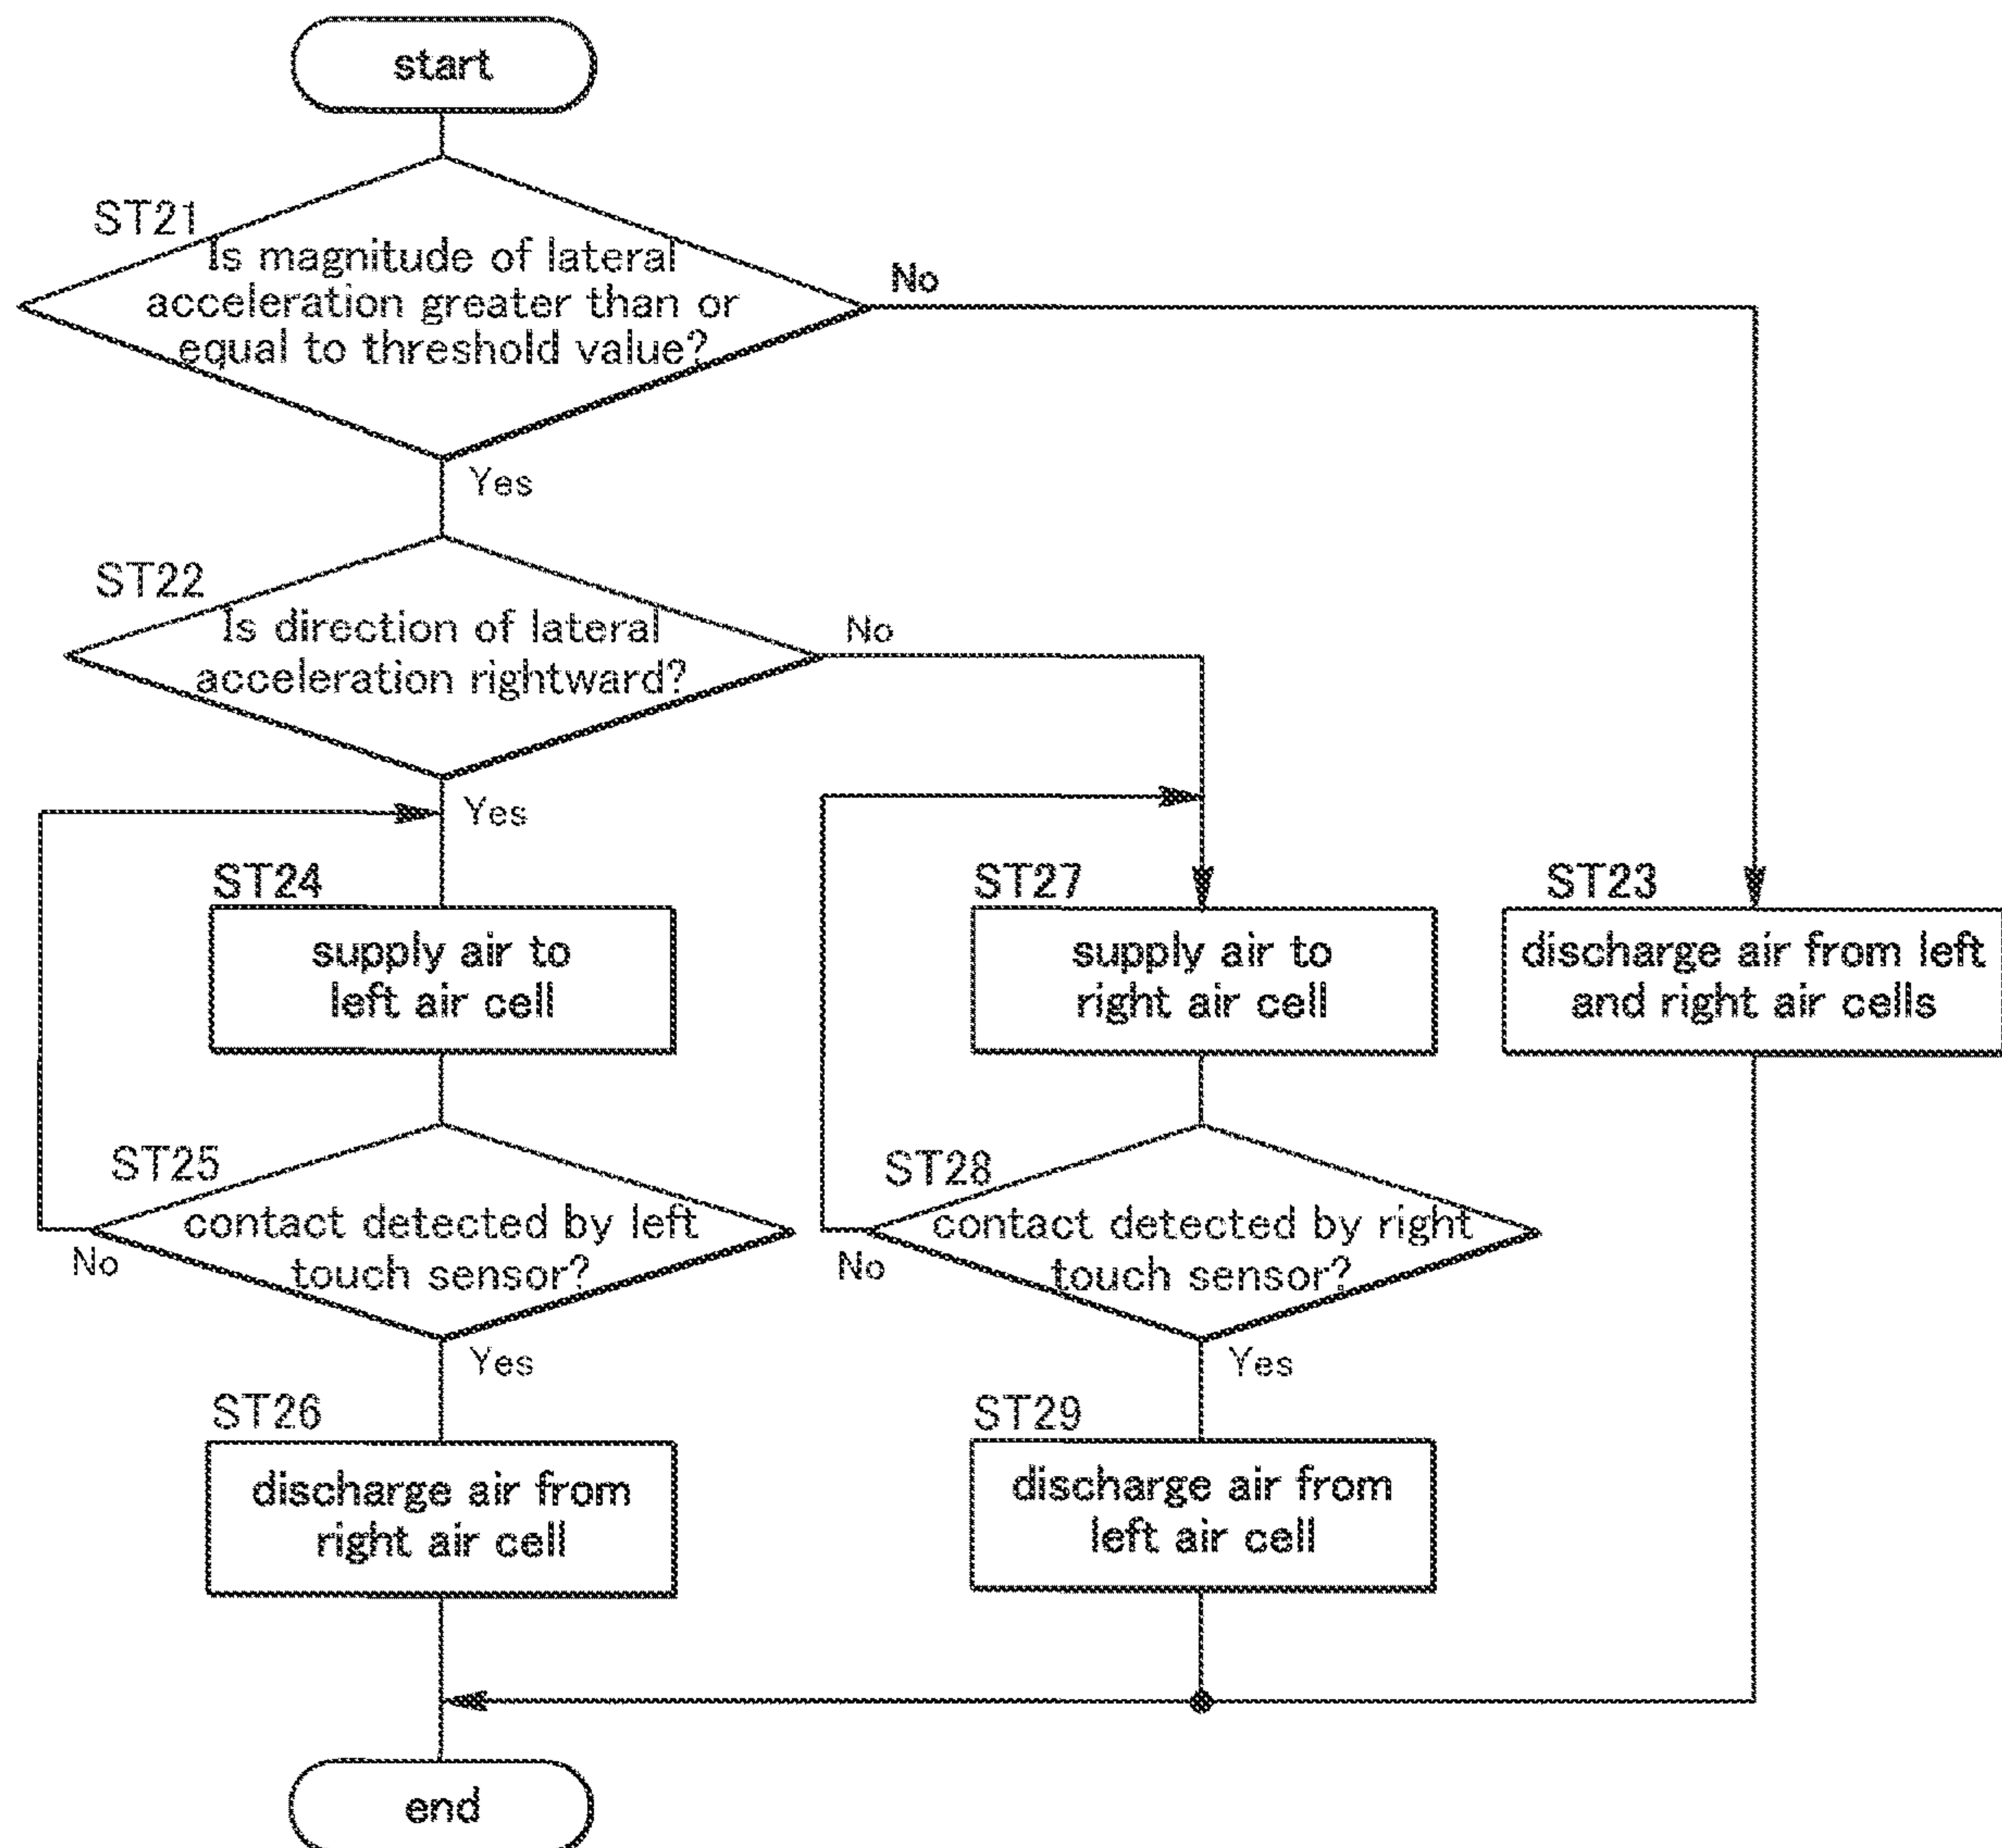 start
ST21
Is magnitude of lateral
acceleration greater than or
equal to threshold value?
No
Yes
ST22
Is direction of lateral
acceleration rightward?
No
Yes
ST24
supply air to
left air cell
ST27
supply air to
right air cell
ST23
discharge air from left
and right air cells
ST25
contact detected by left
touch sensor?
No
Yes
ST28
contact detected by right
touch sensor?
No
Yes
ST26
discharge air from
right air cell
ST29
discharge air from
left air cell
end